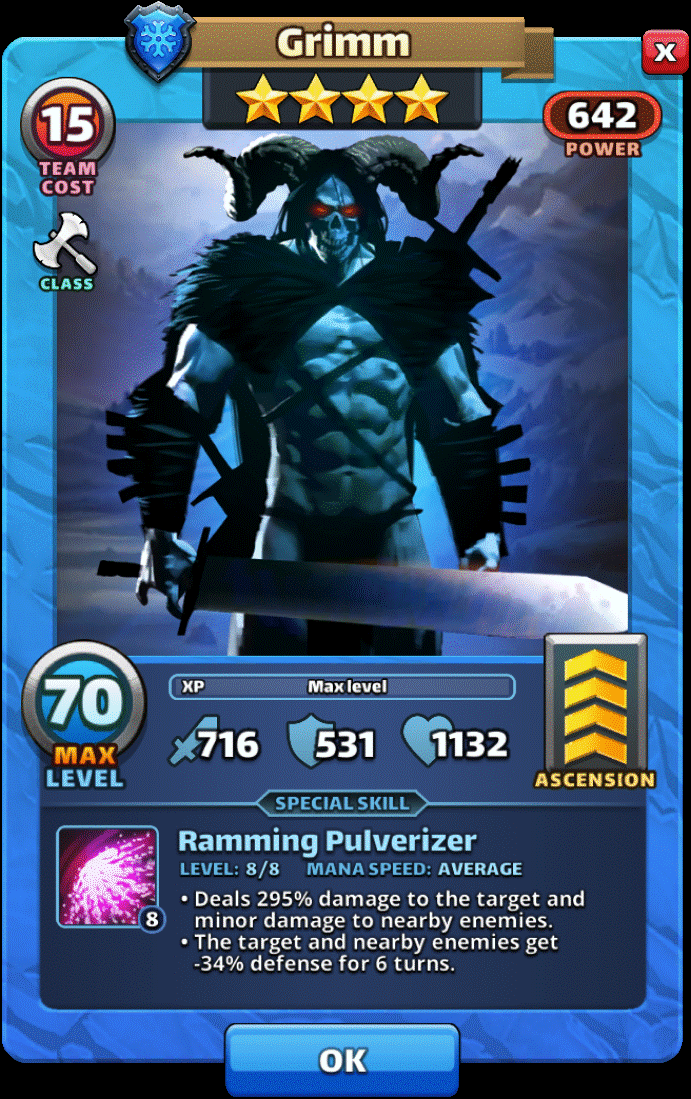 Grimm
X
15
TEAM
COST
642
POWER
CLASS
70
MAX
LEVEL
XP Max level
716 531 1132
ASCENSION
SPECIAL SKILL
Ramming Pulverizer
LEVEL: 8/8 MANA SPEED: AVERAGE
8
• Deals 295% damage to the target and
minor damage to nearby enemies.
• The target and nearby enemies get
-34% defense for 6 turns.
OK